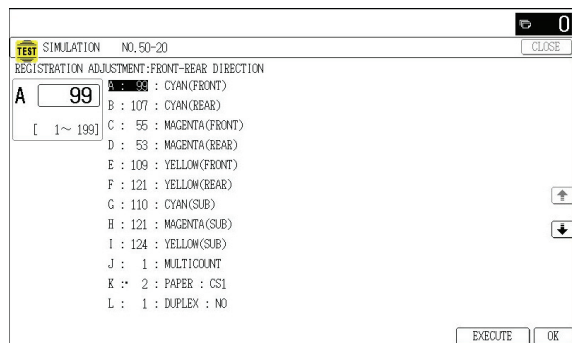 0
TEST SIMULATION NO.50-20 CLOSE
REGISTRATION ADJUSTMENT:FRONT-REAR DIRECTION
A 99
[ 1~ 199]
A : 99 : CYAN(FRONT)
B : 107 : CYAN(REAR)
C : 55 : MAGENTA(FRONT)
D : 53 : MAGENTA(REAR)
E : 109 : YELLOW(FRONT)
F : 121 : YELLOW(REAR)
G : 110 : CYAN(SUB)
H : 121 : MAGENTA(SUB)
I : 124 : YELLOW(SUB)
J : 1 : MULTICOUNT
K : 2 : PAPER : CS1
L : 1 : DUPLEX : NO
EXECUTE OK